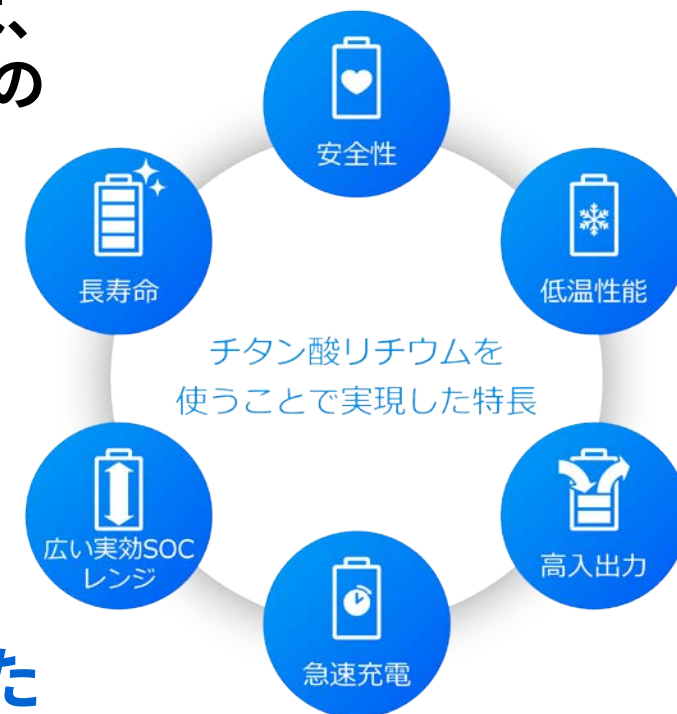 の
安全性
長寿命
低温性能
チタン酸リチウムを
使うことで実現した特長
広い実効SOC
レンジ
高入出力
急速充電
た